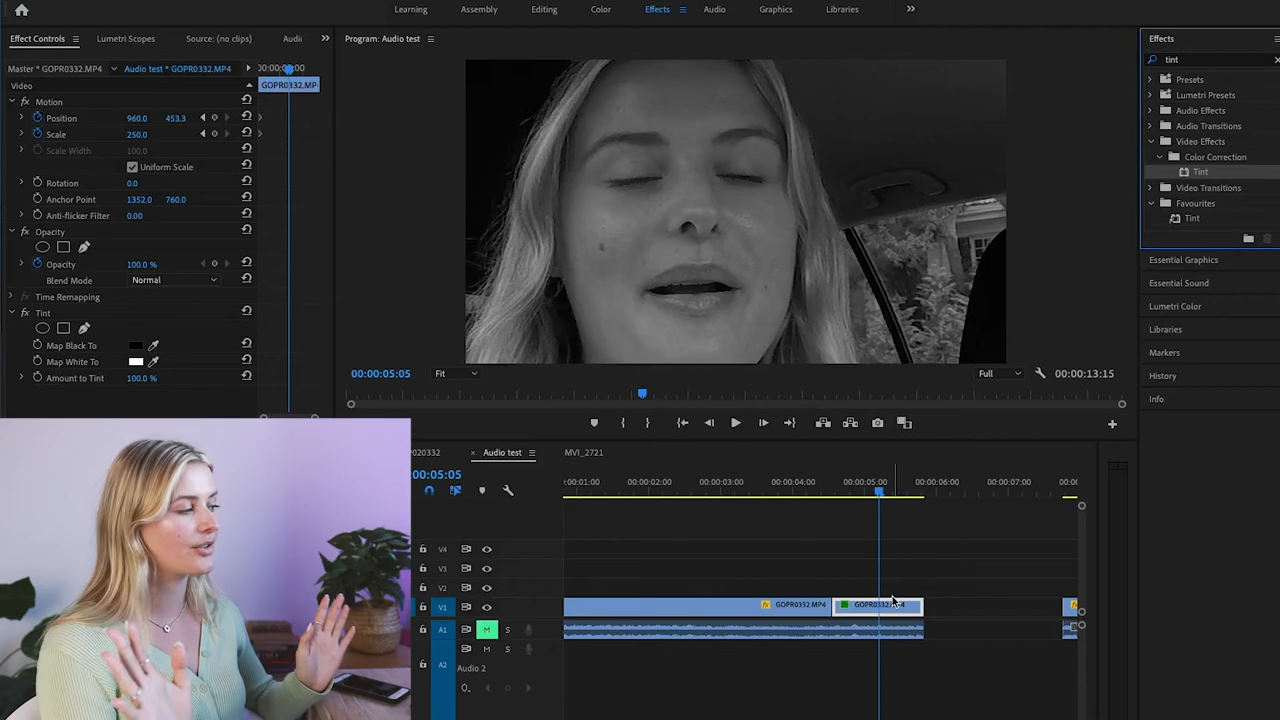 Learning Assembly Editing Color Effects Audio Graphics Libraries
Effect Controls Lumetri Scopes Source: (no clips) Audi
Master * GOPR0332.MP4 Audio test * GOPR0332.MP4
GOPR0332.MP
Video
fx Motion
Position 960.0 453.3
Scale 250.0
Scale Width 100.0
Uniform Scale
Rotation 0.0
Anchor Point 1352.0 760.0
Anti-flicker Filter 0.00
fx Opacity
Opacity 100.0 %
Blend Mode Normal
Time Remapping
fx Tint
Map Black To
Map White To
Amount to Tint 100.0 %
Program: Audio test
00:00:05:05 Fit Full 00:00:13:15
Effects
tint
Presets
Lumetri Presets
Audio Effects
Audio Transitions
Video Effects
Color Correction
Tint
Video Transitions
Favourites
Tint
Essential Graphics
Essential Sound
Lumetri Color
Libraries
Markers
History
Info
020332 × Audio test MVI_2721
0:00:05:05
:00:01:00 00:00:02:00 00:00:03:00 00:00:04:00 00:00:05:00 00:00:06:00 00:00:07:00 00:00
V4
V3
V2
V1 fx GOPR0332.MP4
A1 M S
M S
A2 Audio 2